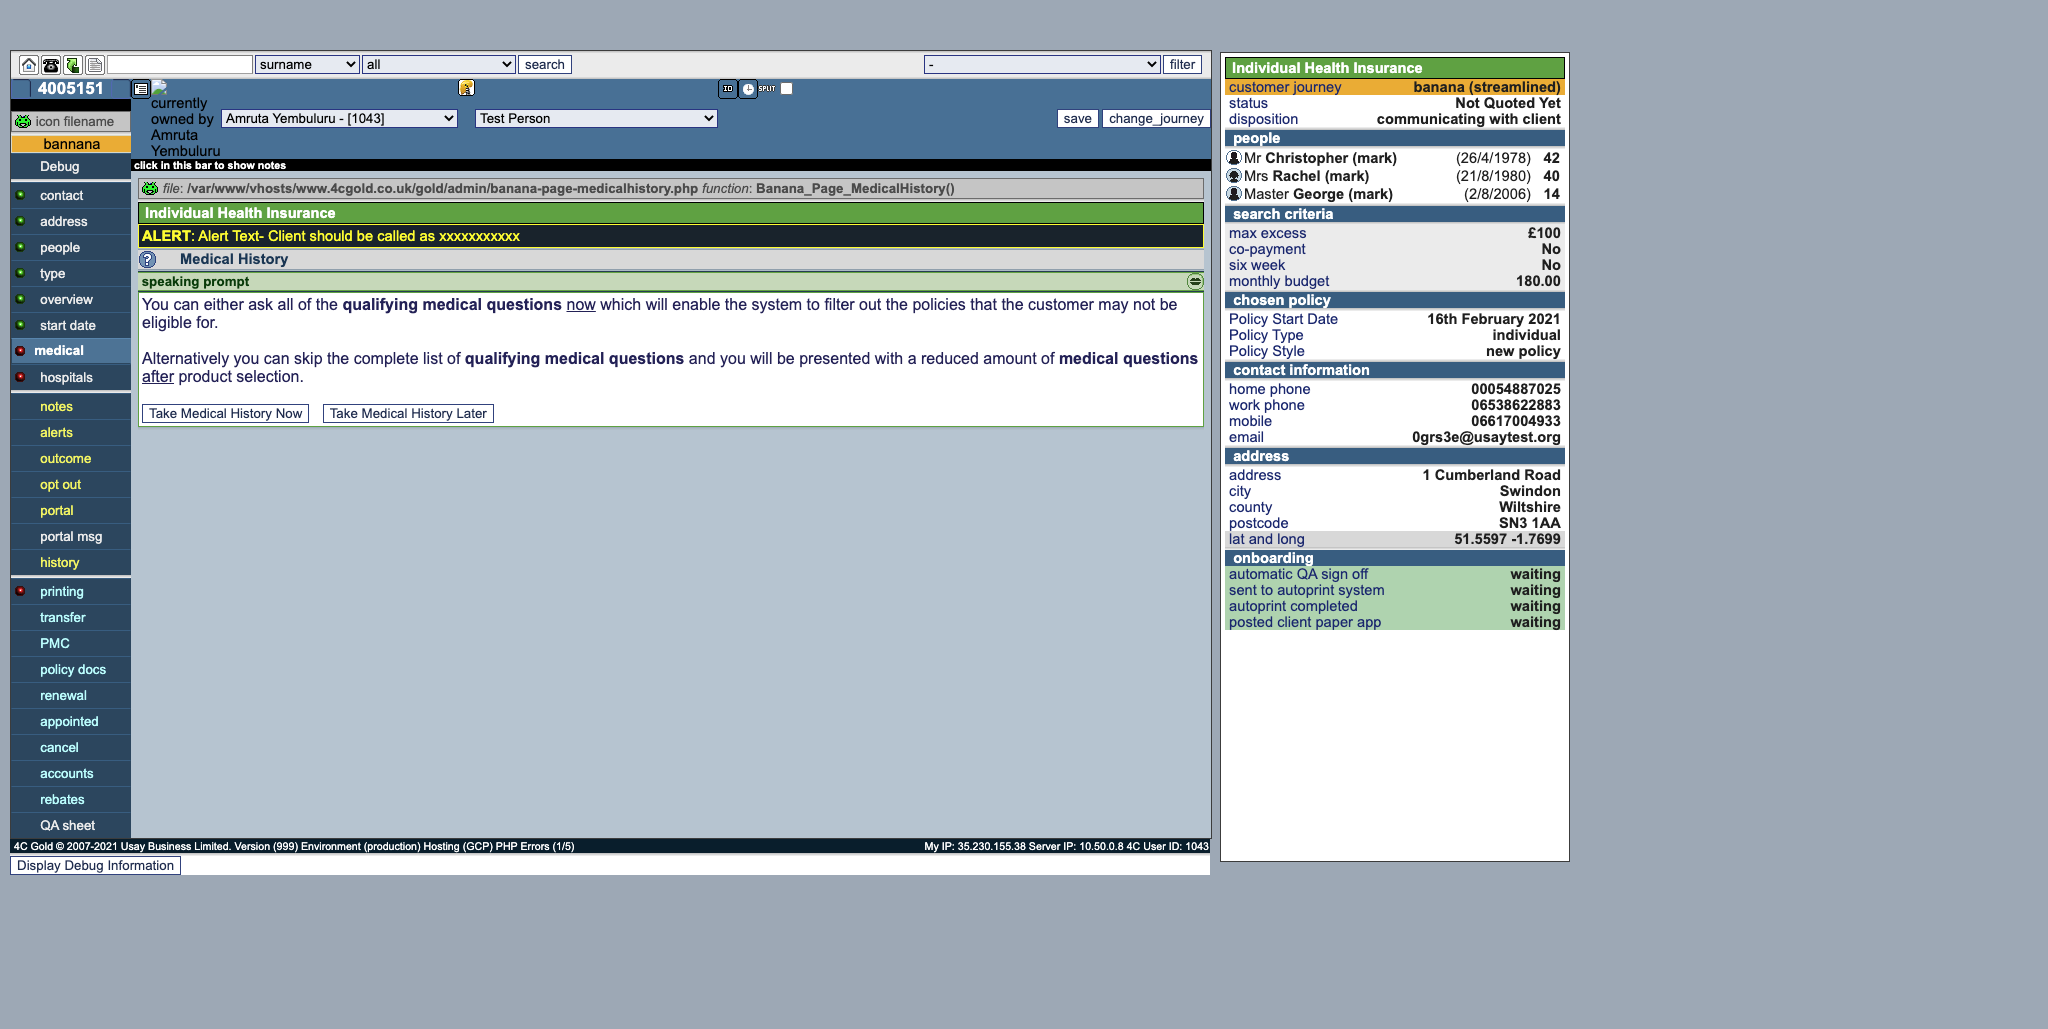 surname
all
search
-
filter
4005151
currently owned by Amruta Yembuluru
ID
SPLIT
icon filename
Amruta Yembuluru - [1043]
Test Person
save
change_journey
bannana
Debug
click in this bar to show notes
contact
address
people
type
overview
start date
medical
hospitals
notes
alerts
outcome
opt out
portal
portal msg
history
printing
transfer
PMC
policy docs
renewal
appointed
cancel
accounts
rebates
QA sheet
file: /var/www/vhosts/www.4cgold.co.uk/gold/admin/banana-page-medicalhistory.php function: Banana_Page_MedicalHistory()
Individual Health Insurance
ALERT: Alert Text- Client should be called as xxxxxxxxxxx
? Medical History
speaking prompt
You can either ask all of the qualifying medical questions now which will enable the system to filter out the policies that the customer may not be
eligible for.
Alternatively you can skip the complete list of qualifying medical questions and you will be presented with a reduced amount of medical questions
after product selection.
Take Medical History Now
Take Medical History Later
4C Gold © 2007-2021 Usay Business Limited. Version (999) Environment (production) Hosting (GCP) PHP Errors (1/5)
My IP: 35.230.155.38 Server IP: 10.50.0.8 4C User ID: 1043
Display Debug Information
Individual Health Insurance
customer journey banana (streamlined)
status Not Quoted Yet
disposition communicating with client
people
Mr Christopher (mark) (26/4/1978) 42
Mrs Rachel (mark) (21/8/1980) 40
Master George (mark) (2/8/2006) 14
search criteria
max excess £100
co-payment No
six week No
monthly budget 180.00
chosen policy
Policy Start Date 16th February 2021
Policy Type individual
Policy Style new policy
contact information
home phone 00054887025
work phone 06538622883
mobile 06617004933
email 0grs3e@usaytest.org
address
address 1 Cumberland Road
city Swindon
county Wiltshire
postcode SN3 1AA
lat and long 51.5597 -1.7699
onboarding
automatic QA sign off waiting
sent to autoprint system waiting
autoprint completed waiting
posted client paper app waiting